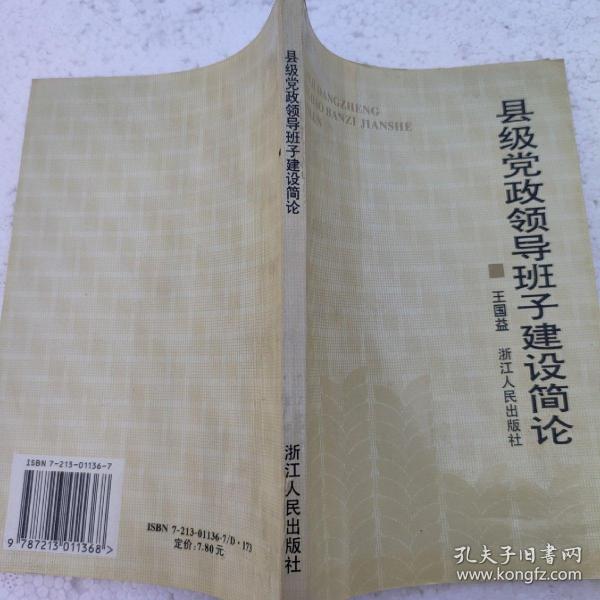 县级党政领导班子建设简论
浙江人民出版社
DANGZHENG
BANZI JIANSHE
县级党政领导班子建设简论
王国益 浙江人民出版社
ISBN 7-213-01136-7
9 787213 011368 >
ISBN 7-213-01136-7/D·173
定价:7.80元
孔夫子旧书网
www.kongfz.com